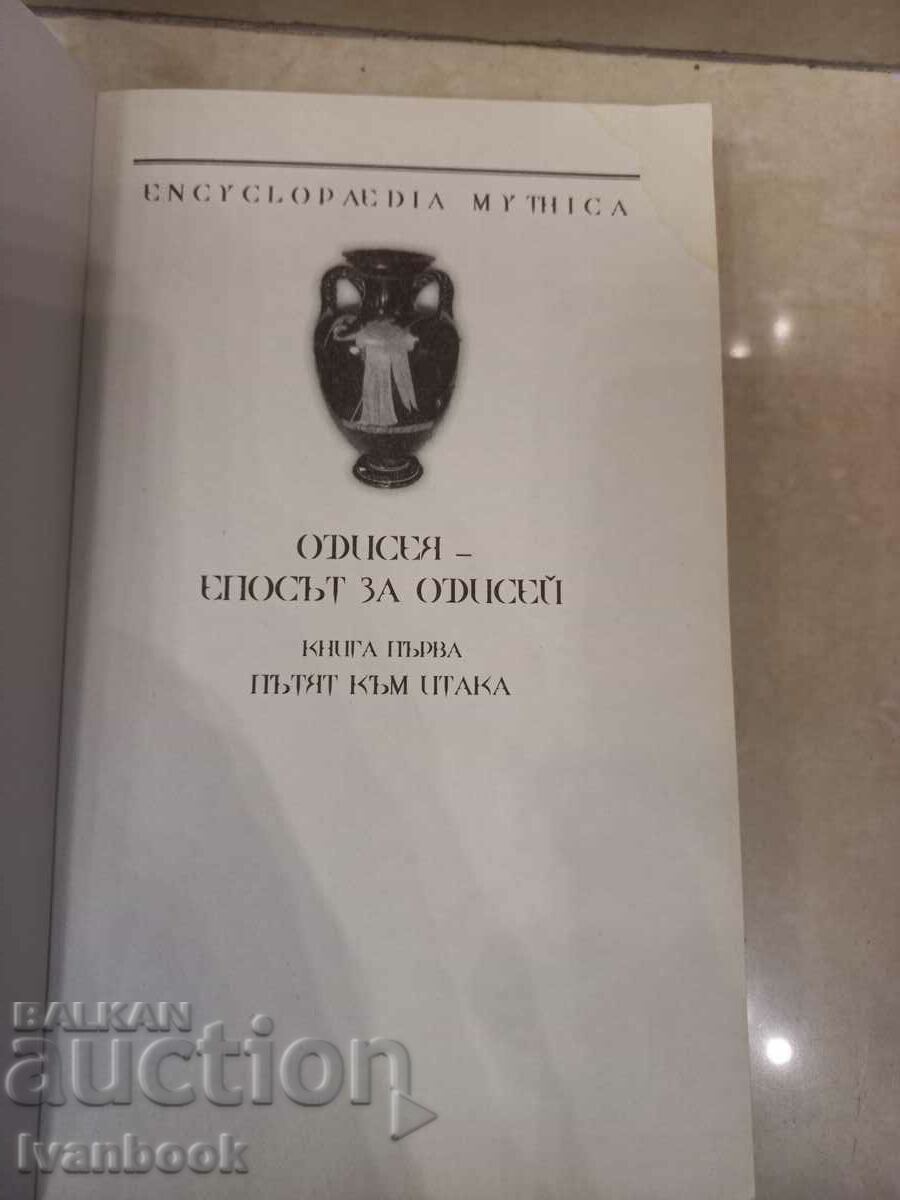 ENCYCLOPAEDIA MYTHICA
ОДИСЕЯ –
ЕПОСЪТ ЗА ОДИСЕЙ
КНИГА ПЪРВА
ПЪТЯТ КЪМ ИТАКА
BALKAN
auction
Ivanbook